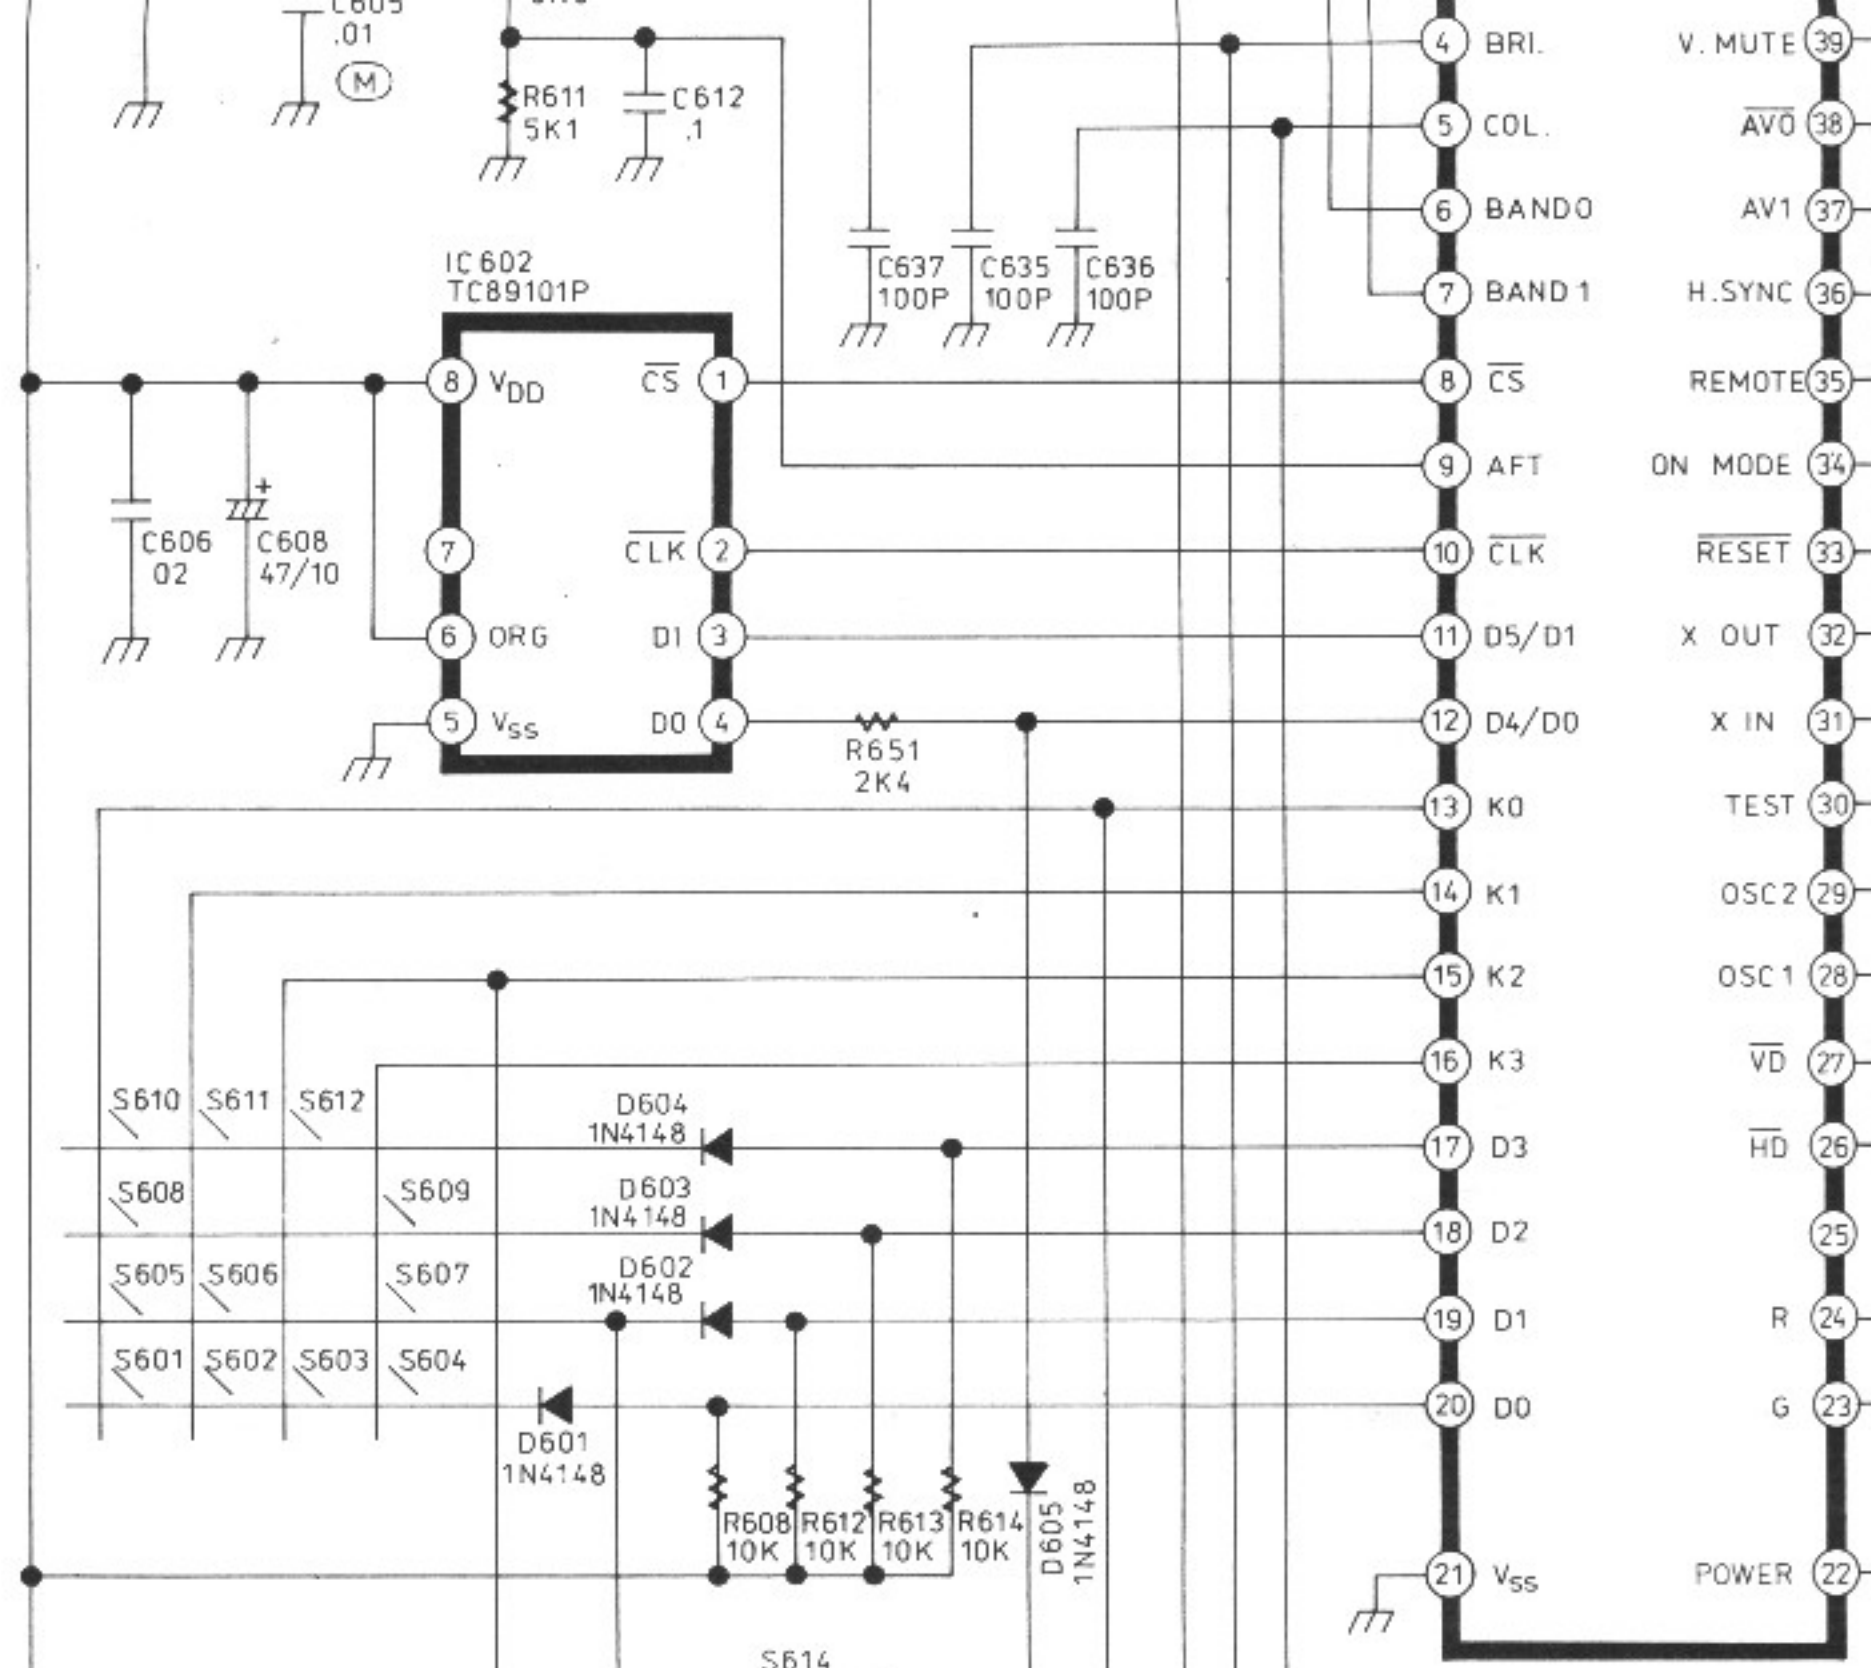 C605
.01
M
R611
5K1
C612
.1
C637
100P
C635
100P
C636
100P
IC602
TC89101P
8 VDD
CS 1
7
CLK 2
6 ORG
DI 3
5 VSS
DO 4
C606
02
+
C608
47/10
R651
2K4
4 BRI.
V.MUTE 39
5 COL.
AVO 38
6 BAND0
AV1 37
7 BAND1
H.SYNC 36
8 CS
REMOTE 35
9 AFT
ON MODE 34
10 CLK
RESET 33
11 D5/D1
X OUT 32
12 D4/D0
X IN 31
13 K0
TEST 30
14 K1
OSC2 29
15 K2
OSC1 28
16 K3
VD 27
17 D3
HD 26
18 D2
25
19 D1
R 24
20 D0
G 23
21 VSS
POWER 22
S610 S611 S612
D604
1N4148
S608 S609
D603
1N4148
S605 S606 S607
D602
1N4148
S601 S602 S603 S604
D601
1N4148
R608
10K
R612
10K
R613
10K
R614
10K
D605
1N4148
S614